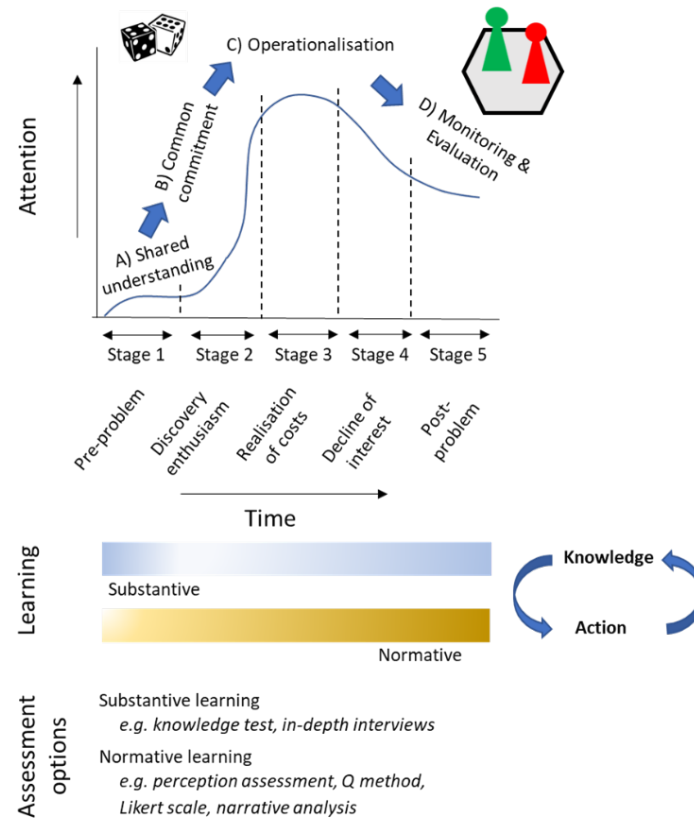 C) Operationalisation
B) Common
commitment
D) Monitoring &
Evaluation
A) Shared
understanding
Attention
Stage 1
Stage 2
Stage 3
Stage 4
Stage 5
Pre-problem
Discovery
enthusiasm
Realisation
of costs
Decline of
interest
Post-
problem
Time
Learning
Substantive
Normative
Knowledge
Action
Assessment
options
Substantive learning
e.g. knowledge test, in-depth interviews
Normative learning
e.g. perception assessment, Q method,
Likert scale, narrative analysis